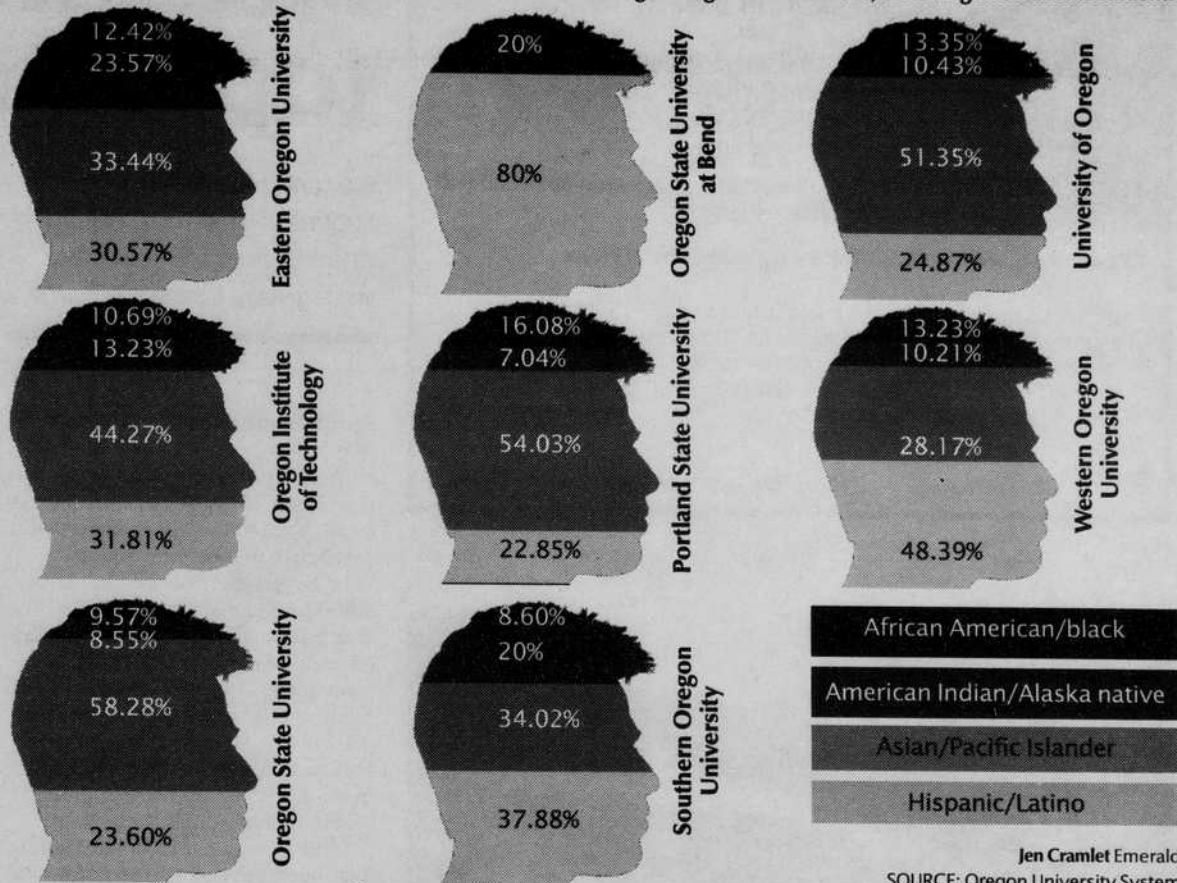 12.42%
23.57%
33.44%
30.57%
Eastern Oregon University
20%
80%
Oregon State University
at Bend
13.35%
10.43%
51.35%
24.87%
University of Oregon
10.69%
13.23%
44.27%
31.81%
Oregon Institute
of Technology
16.08%
7.04%
54.03%
22.85%
Portland State University
13.23%
10.21%
28.17%
48.39%
Western Oregon
University
9.57%
8.55%
58.28%
23.60%
Oregon State University
8.60%
20%
34.02%
37.88%
Southern Oregon
University
African American/black
American Indian/Alaska native
Asian/Pacific Islander
Hispanic/Latino
Jen Cramlet Emerald
SOURCE: Oregon University System